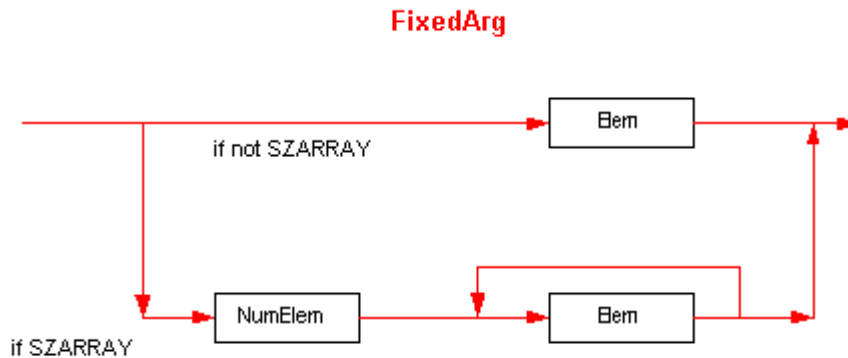 FixedArg
Elem
if not SZARRAY
NumElem
Elem
if SZARRAY